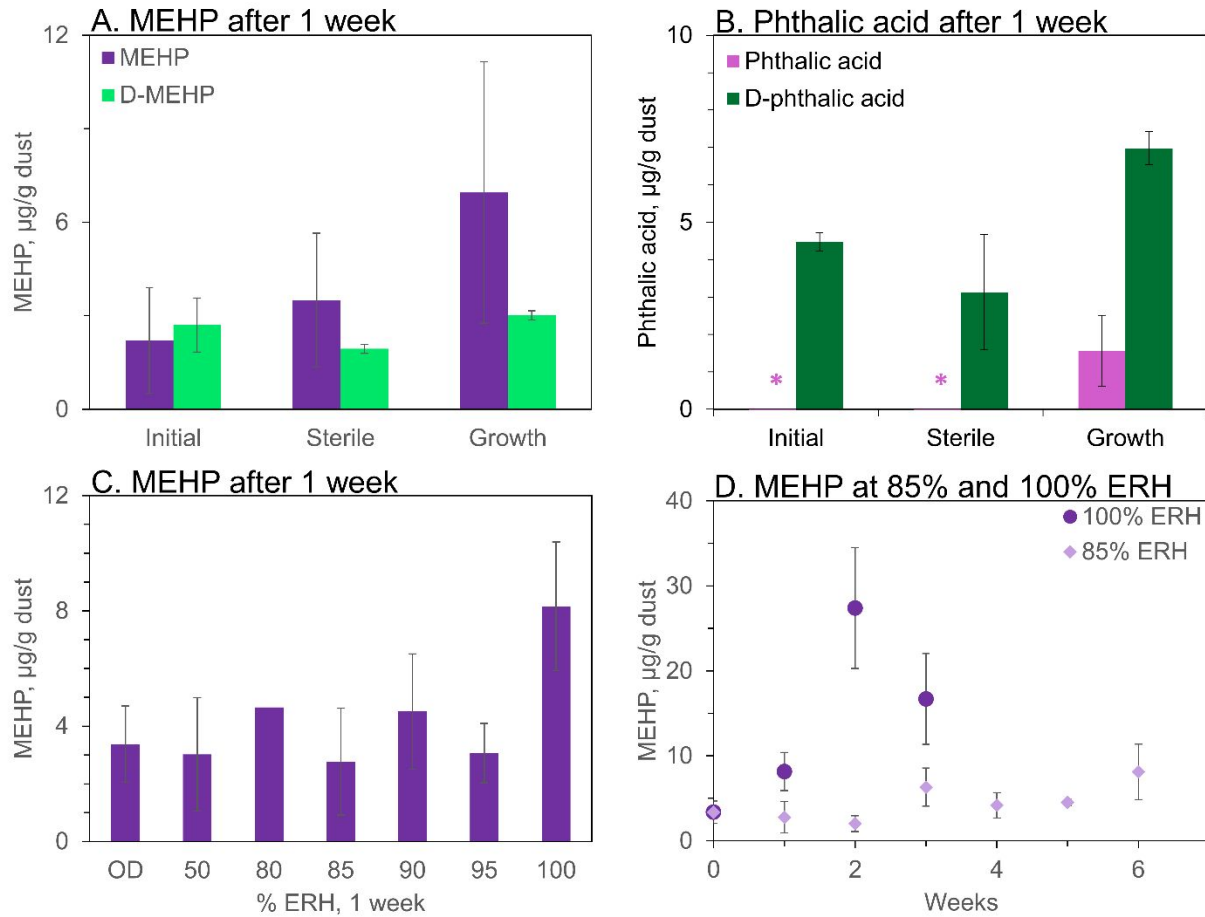 A. MEHP after 1 week
MEHP
D-MEHP
MEHP, µg/g dust
12
6
0
Initial
Sterile
Growth
B. Phthalic acid after 1 week
Phthalic acid
D-phthalic acid
Phthalic acid, µg/g dust
10
5
0
*
*
Initial
Sterile
Growth
C. MEHP after 1 week
MEHP, µg/g dust
12
8
4
0
OD
50
80
85
90
95
100
% ERH, 1 week
D. MEHP at 85% and 100% ERH
100% ERH
85% ERH
MEHP, µg/g dust
40
30
20
10
0
0
2
4
6
Weeks